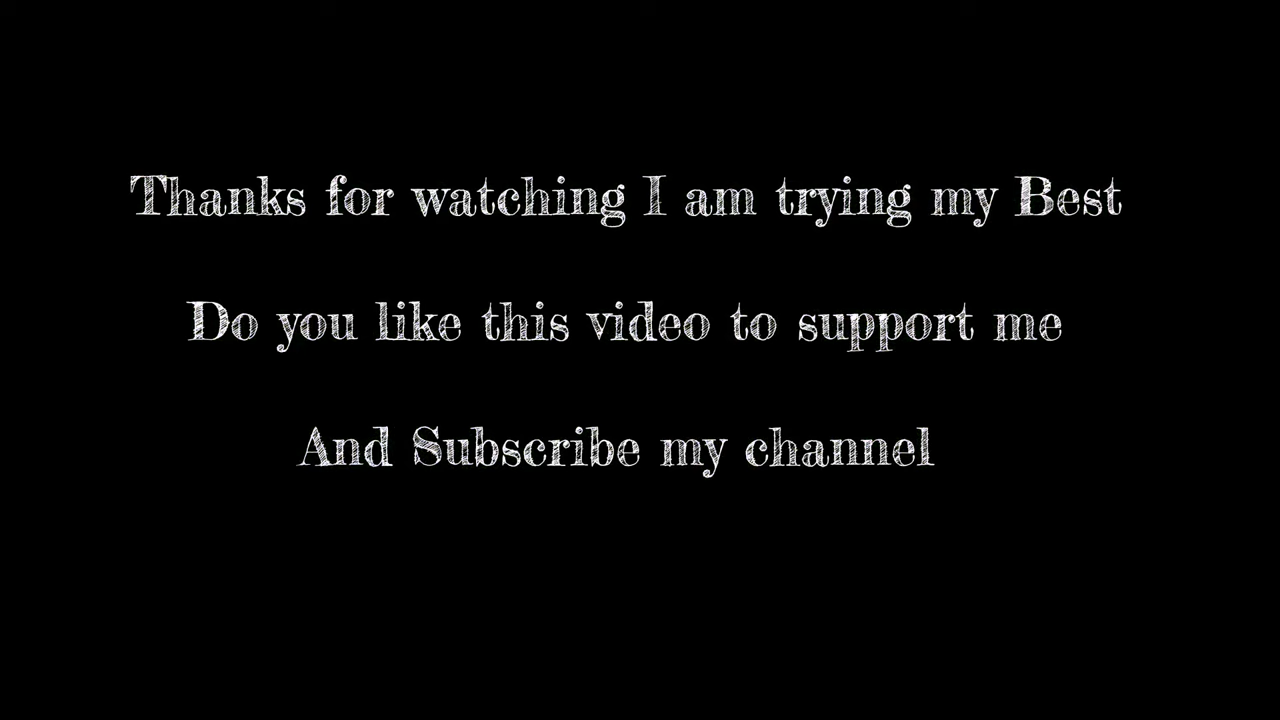 Thanks for watching I am trying my Best
Do you like this video to support me
And Subscribe my channel